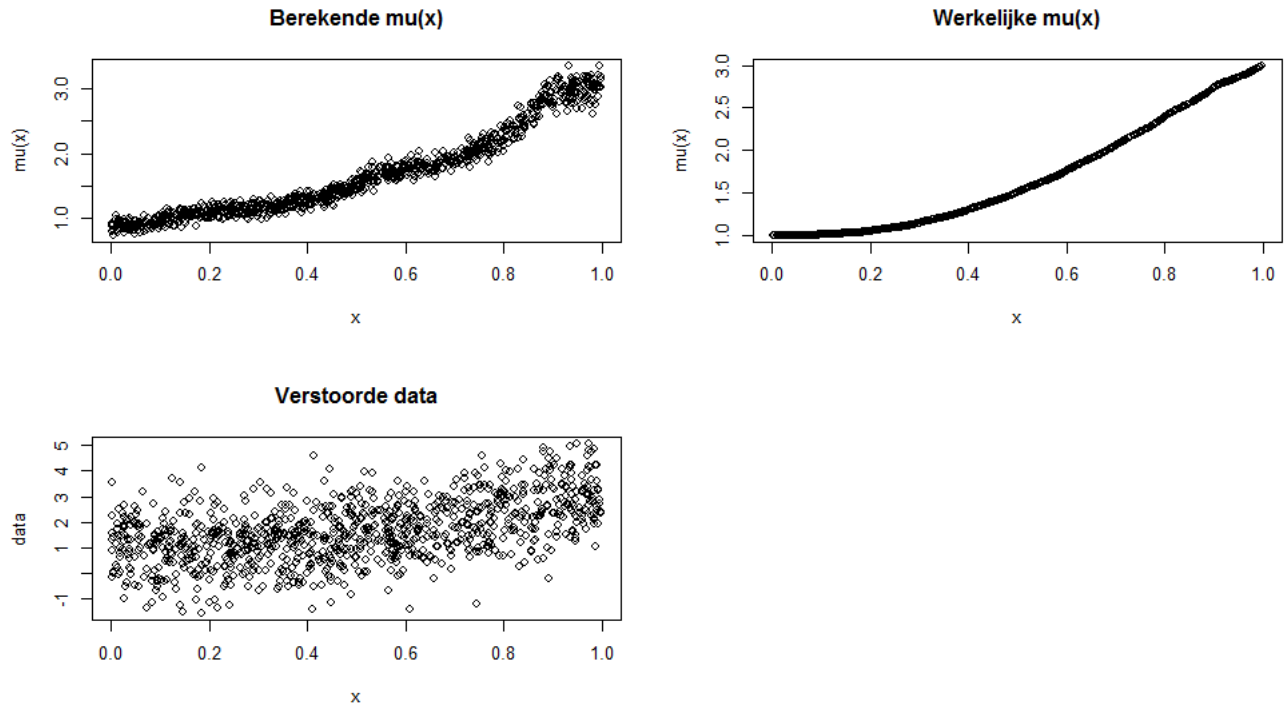 Berekende mu(x)
mu(x)
3.0
2.0
1.0
0.0 0.2 0.4 0.6 0.8 1.0
x
Werkelijke mu(x)
mu(x)
3.0
2.5
2.0
1.5
1.0
0.0 0.2 0.4 0.6 0.8 1.0
x
Verstoorde data
data
5
4
3
2
1
-1
0.0 0.2 0.4 0.6 0.8 1.0
x